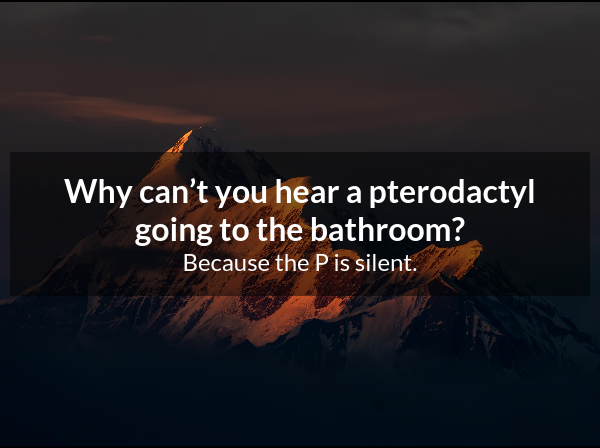 Why can’t you hear a pterodactyl
going to the bathroom?
Because the P is silent.